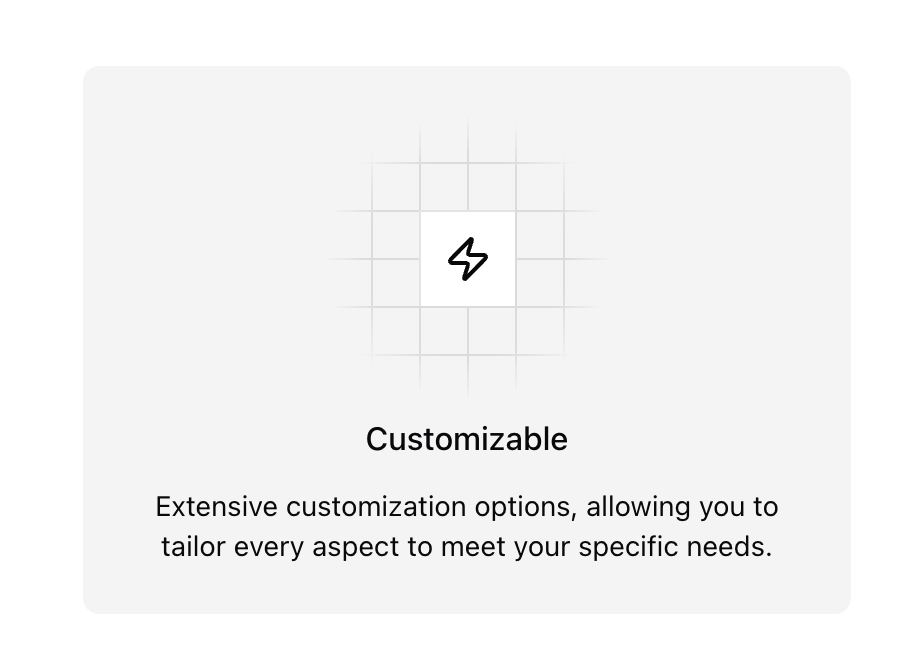 Customizable
Extensive customization options, allowing you to
tailor every aspect to meet your specific needs.